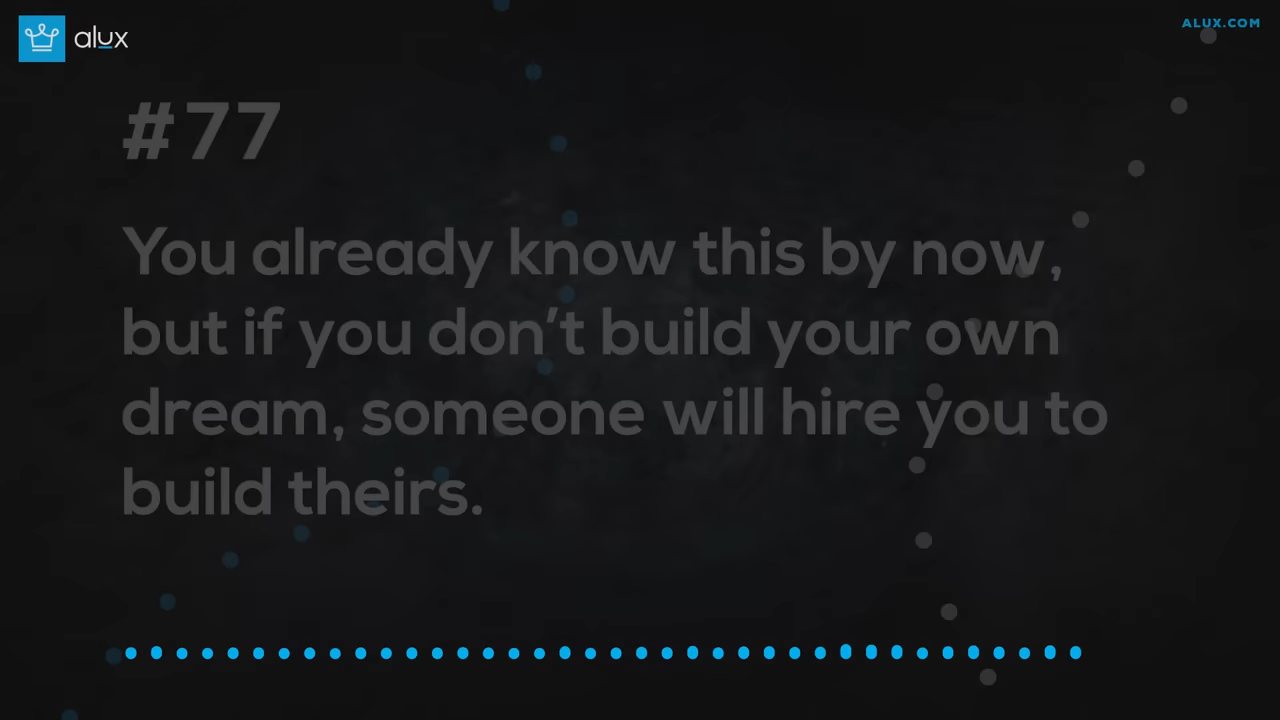 alux
ALUX.COM
#77
You already know this by now,
but if you don’t build your own
dream, someone will hire you to
build theirs.